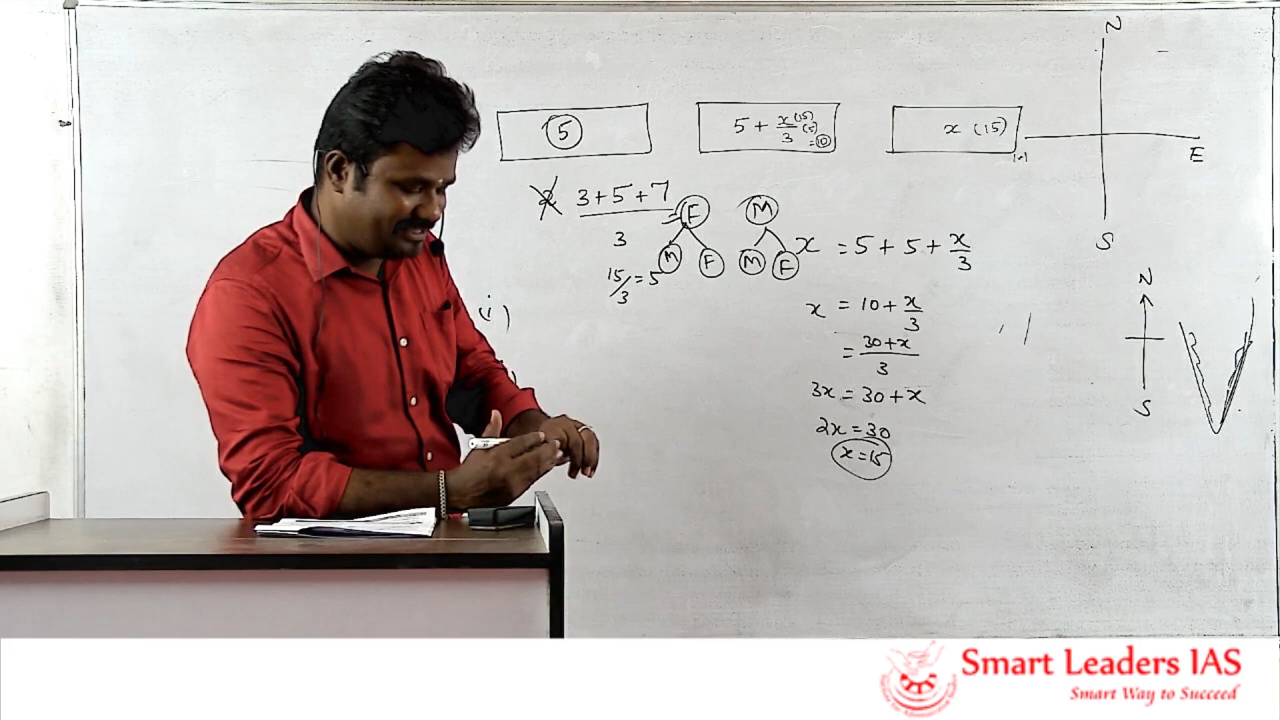 5
5 + x/3 (15) (5) = 10
x (15)
N
E
S
3 + 5 + 7
3
15/3 = 5
F
M F
M
M F
x = 5 + 5 + x/3
x = 10 + x/3
= 30 + x / 3
3x = 30 + x
2x = 30
x = 15
(i)
N
S
Smart Leaders IAS
Smart Way to Succeed